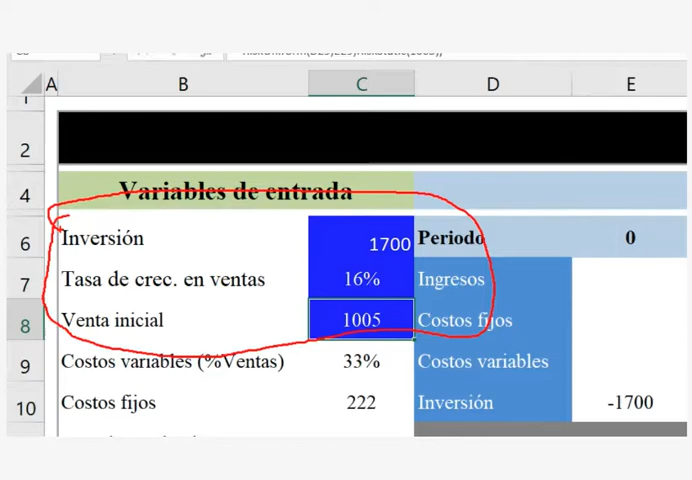 A B C D E
2
4 Variables de entrada
6 Inversión 1700 Periodo 0
7 Tasa de crec. en ventas 16% Ingresos
8 Venta inicial 1005 Costos fijos
9 Costos variables (%Ventas) 33% Costos variables
10 Costos fijos 222 Inversión -1700